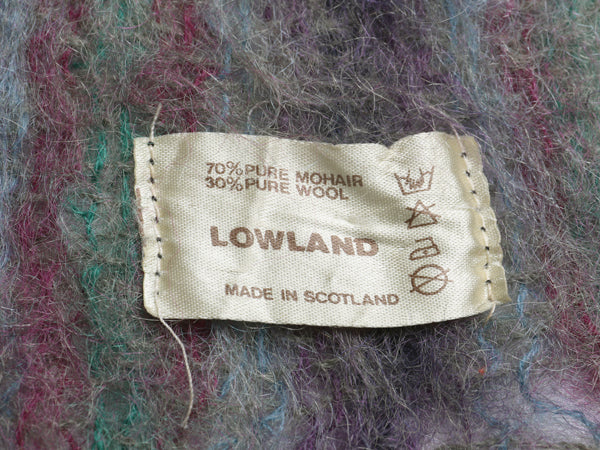 70% PURE MOHAIR
30% PURE WOOL
LOWLAND
MADE IN SCOTLAND